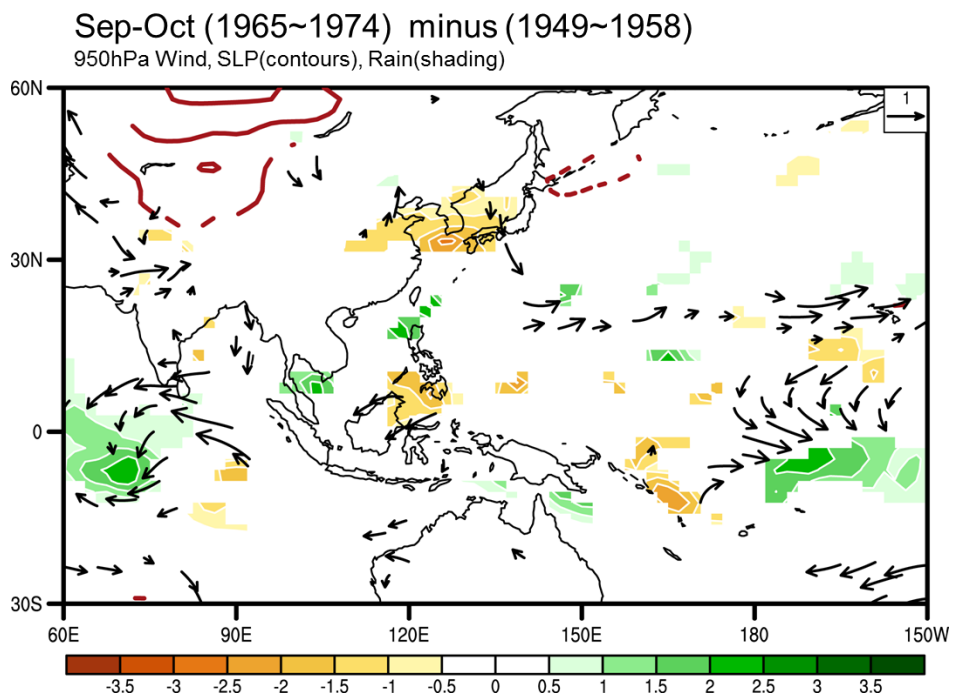 Sep-Oct (1965~1974) minus (1949~1958)
950hPa Wind, SLP(contours), Rain(shading)
60N
1
30N
0
30S
60E 90E 120E 150E 180 150W
-3.5 -3 -2.5 -2 -1.5 -1 -0.5 0 0.5 1 1.5 2 2.5 3 3.5